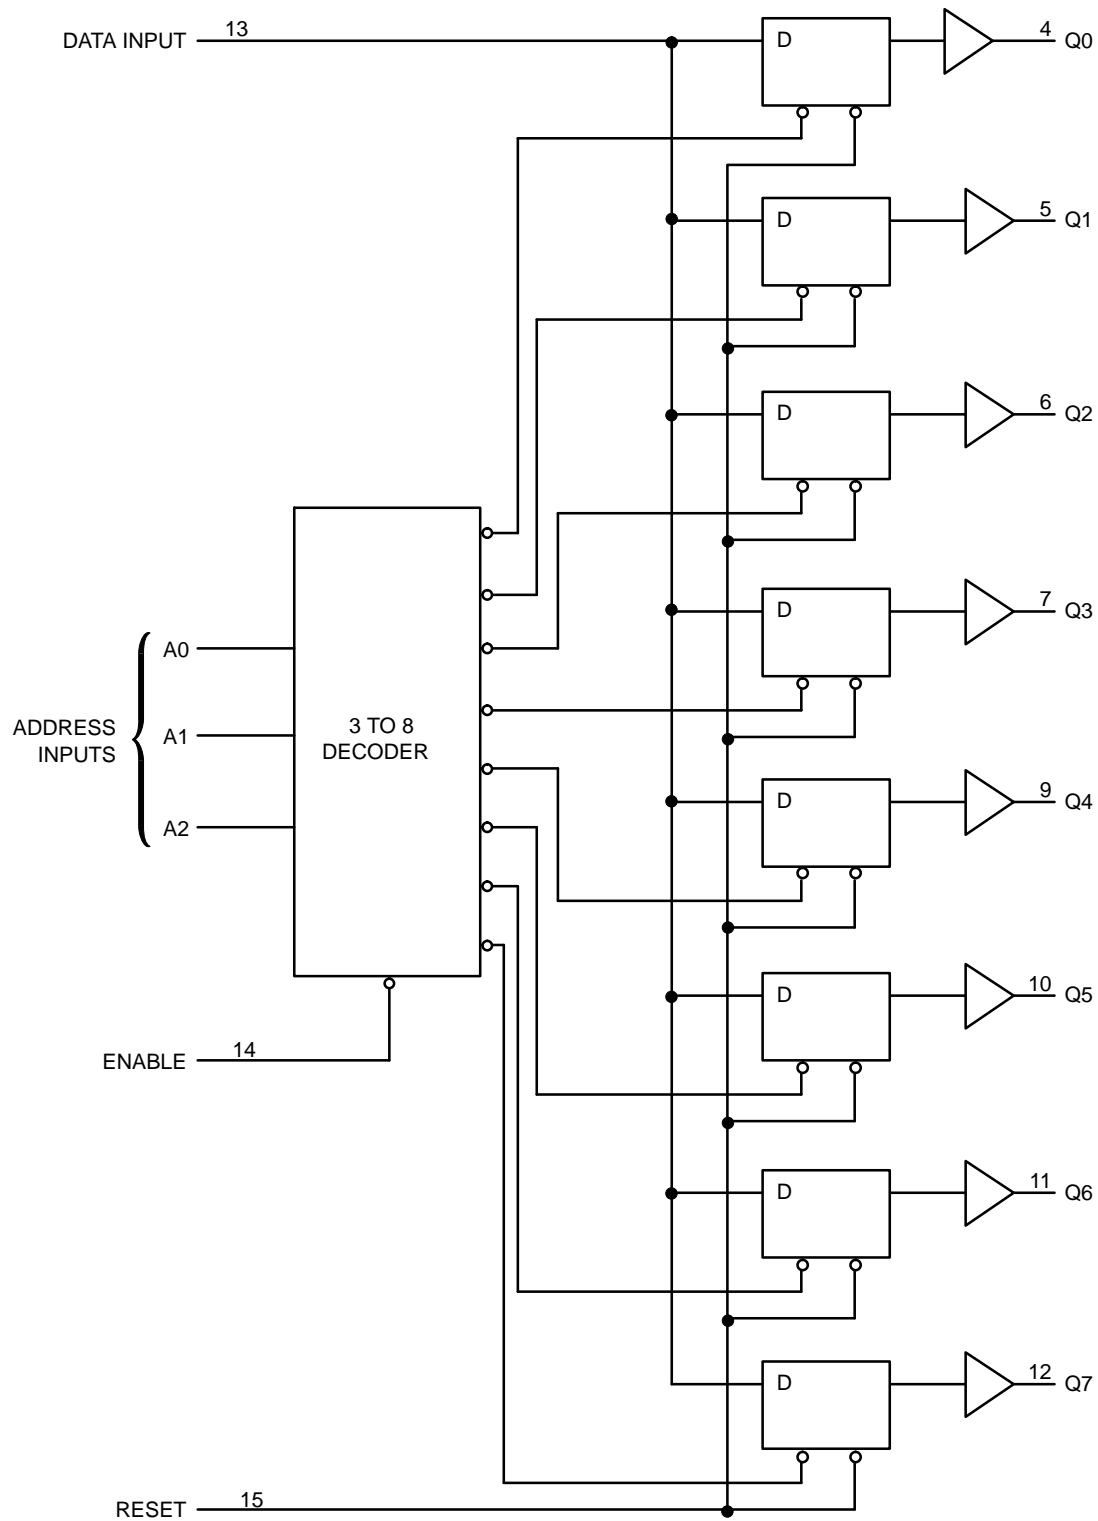 DATA INPUT 13
D 4 Q0
D 5 Q1
D 6 Q2
D 7 Q3
D 9 Q4
D 10 Q5
D 11 Q6
D 12 Q7
ADDRESS
INPUTS
A0
A1
A2
3 TO 8
DECODER
ENABLE 14
RESET 15